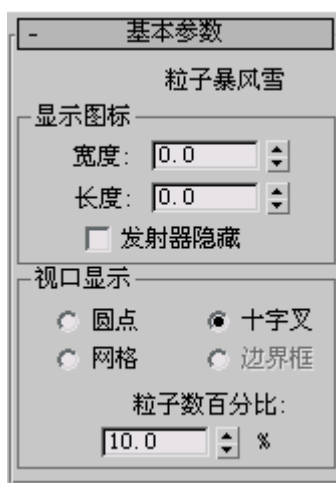 - 基本参数
粒子暴风雪
显示图标
宽度: 0.0
长度: 0.0
发射器隐藏
视口显示
圆点 十字叉
网格 边界框
粒子数百分比:
10.0 %